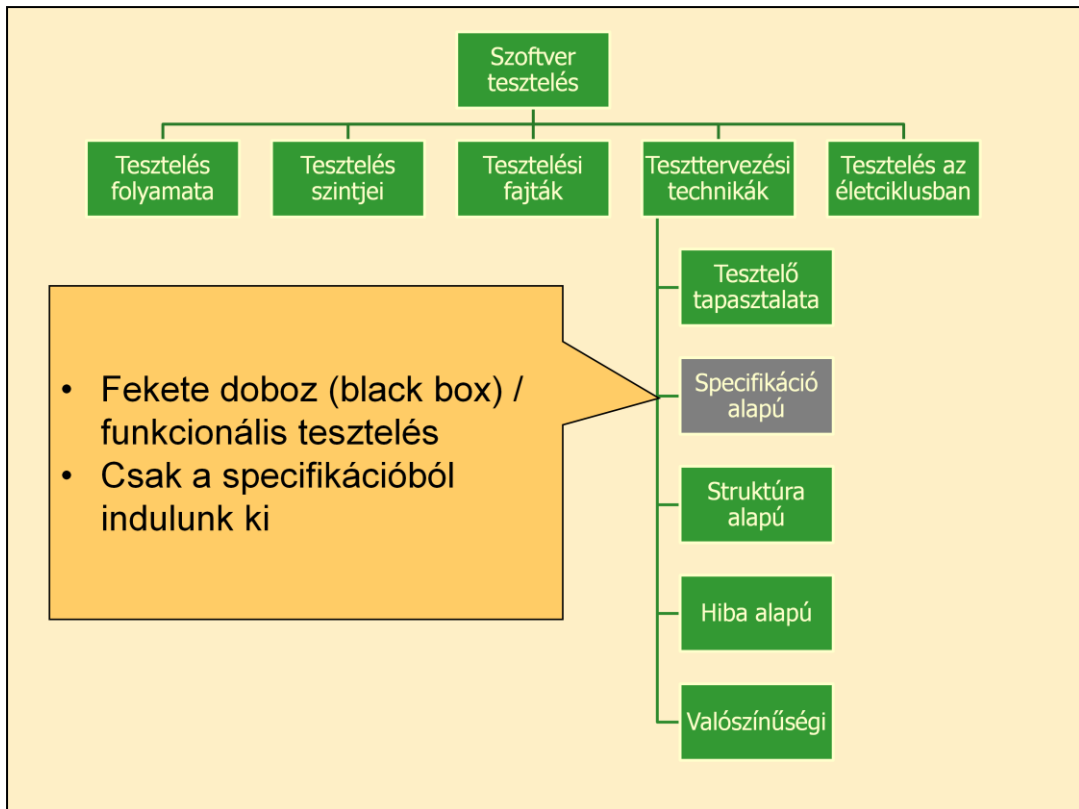 Szoftver
tesztelés
Tesztelés
folyamata
Tesztelés
szintjei
Tesztelési
fajták
Teszttervezési
technikák
Tesztelés az
életciklusban
Tesztelő
tapasztalata
• Fekete doboz (black box) /
funkcionális tesztelés
• Csak a specifikációból
indulunk ki
Specifikáció
alapú
Struktúra
alapú
Hiba alapú
Valószínűségi